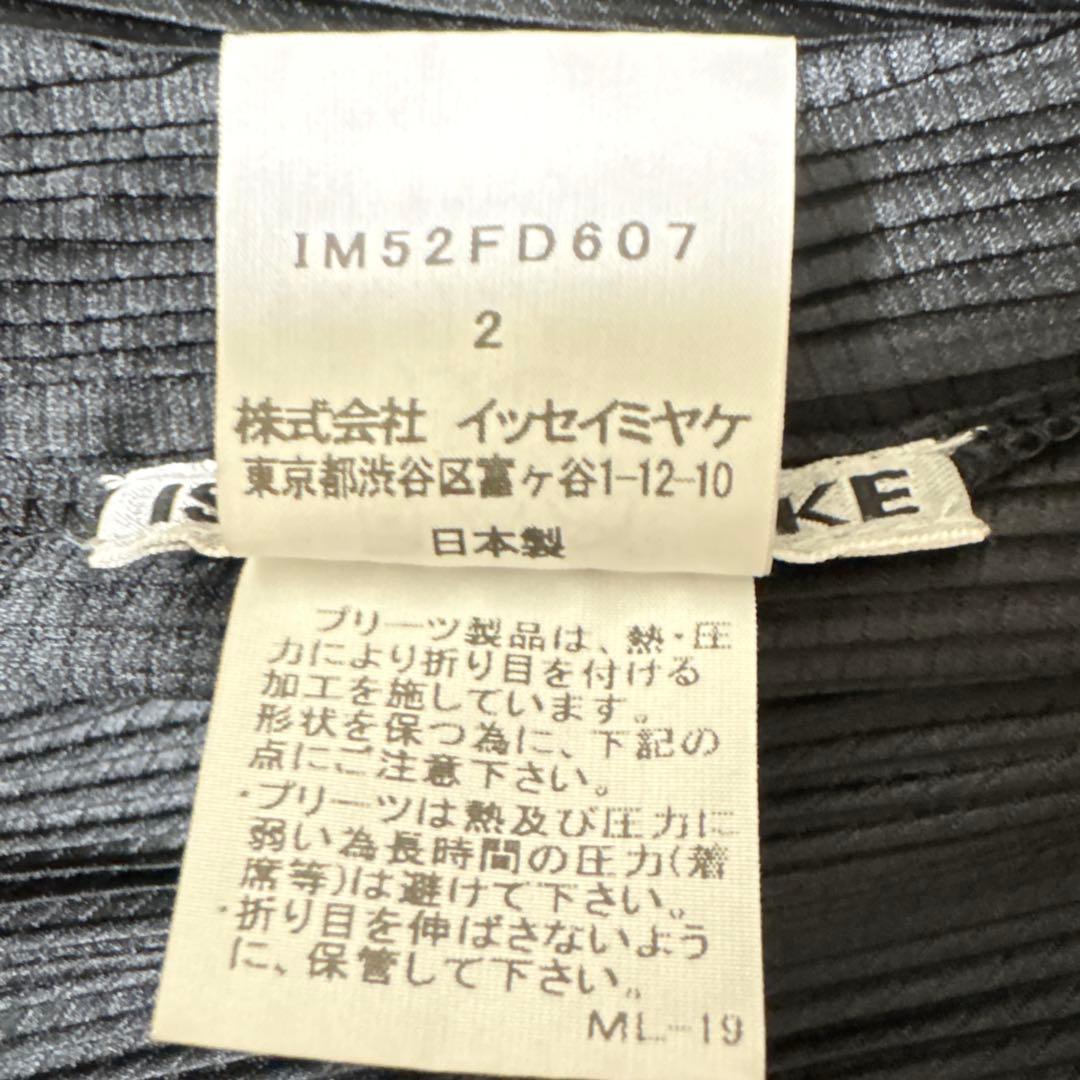 IM52FD607
2
株式会社 イッセイミヤケ
東京都渋谷区富ヶ谷1-12-10
日本製
IS KE
プリーツ製品は、熱・圧
力により折り目を付ける
加工を施しています。
形状を保つ為に、下記の
点にご注意下さい。
・プリーツは熱及び圧力に
弱い為長時間の圧力(着
席等)は避けて下さい。
・折り目を伸ばさないよう
に、保管して下さい。
ML-19